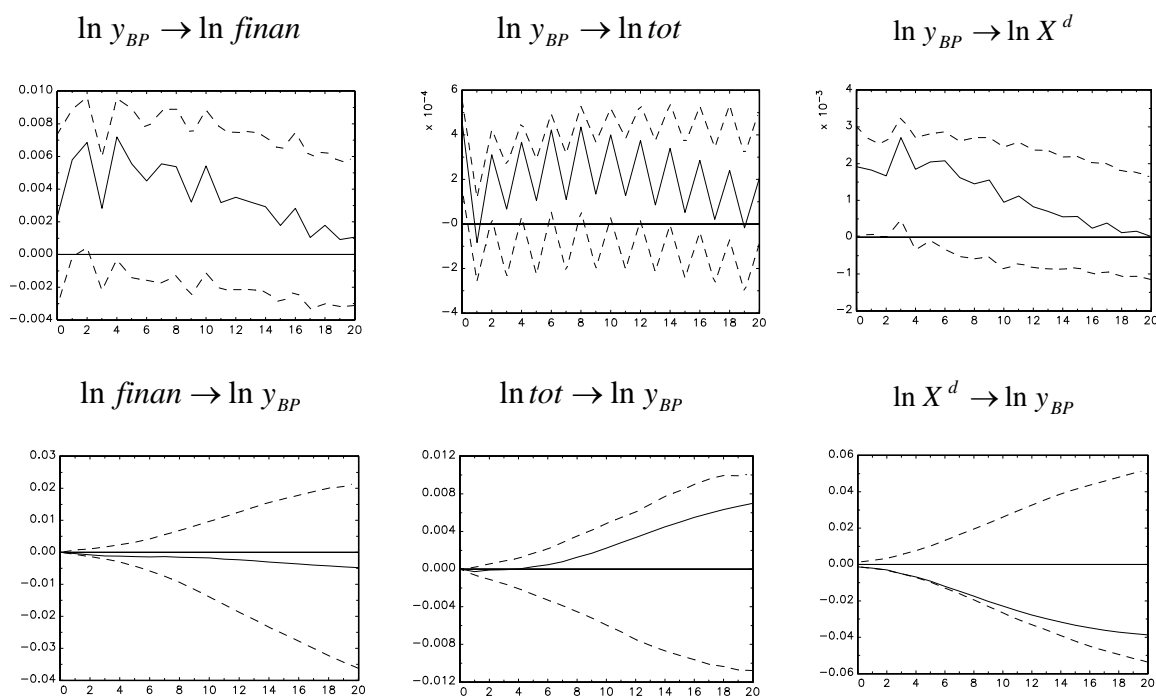 ln y_BP → ln finan
ln y_BP → ln tot
ln X^d
ln y_BP → ln X^d
0.010
0.008
0.006
0.004
0.002
0.000
−0.002
−0.004
0 2 4 6 8 10 12 14 16 18 20
x 10⁻⁴
6
4
2
−0
−2
−4
0 2 4 6 8 10 12 14 16 18 20
x 10⁻³
4
3
2
1
0
−1
−2
0 2 4 6 8 10 12 14 16 18 20
ln finan → ln y_BP
ln tot → ln y_BP
ln X^d → ln y_BP
0.03
0.02
0.01
0.00
−0.01
−0.02
−0.03
−0.04
0 2 4 6 8 10 12 14 16 18 20
0.012
0.008
0.004
0.000
−0.004
−0.008
−0.012
0 2 4 6 8 10 12 14 16 18 20
0.06
0.04
0.02
0.00
−0.02
−0.04
−0.06
0 2 4 6 8 10 12 14 16 18 20